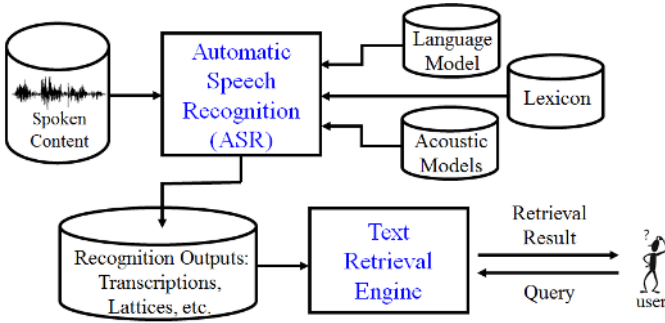 Spoken
Content
Automatic
Speech
Recognition
(ASR)
Language
Model
Lexicon
Acoustic
Models
Recognition Outputs:
Transcriptions,
Lattices, etc.
Text
Retrieval
Engine
Retrieval
Result
Query
?
user